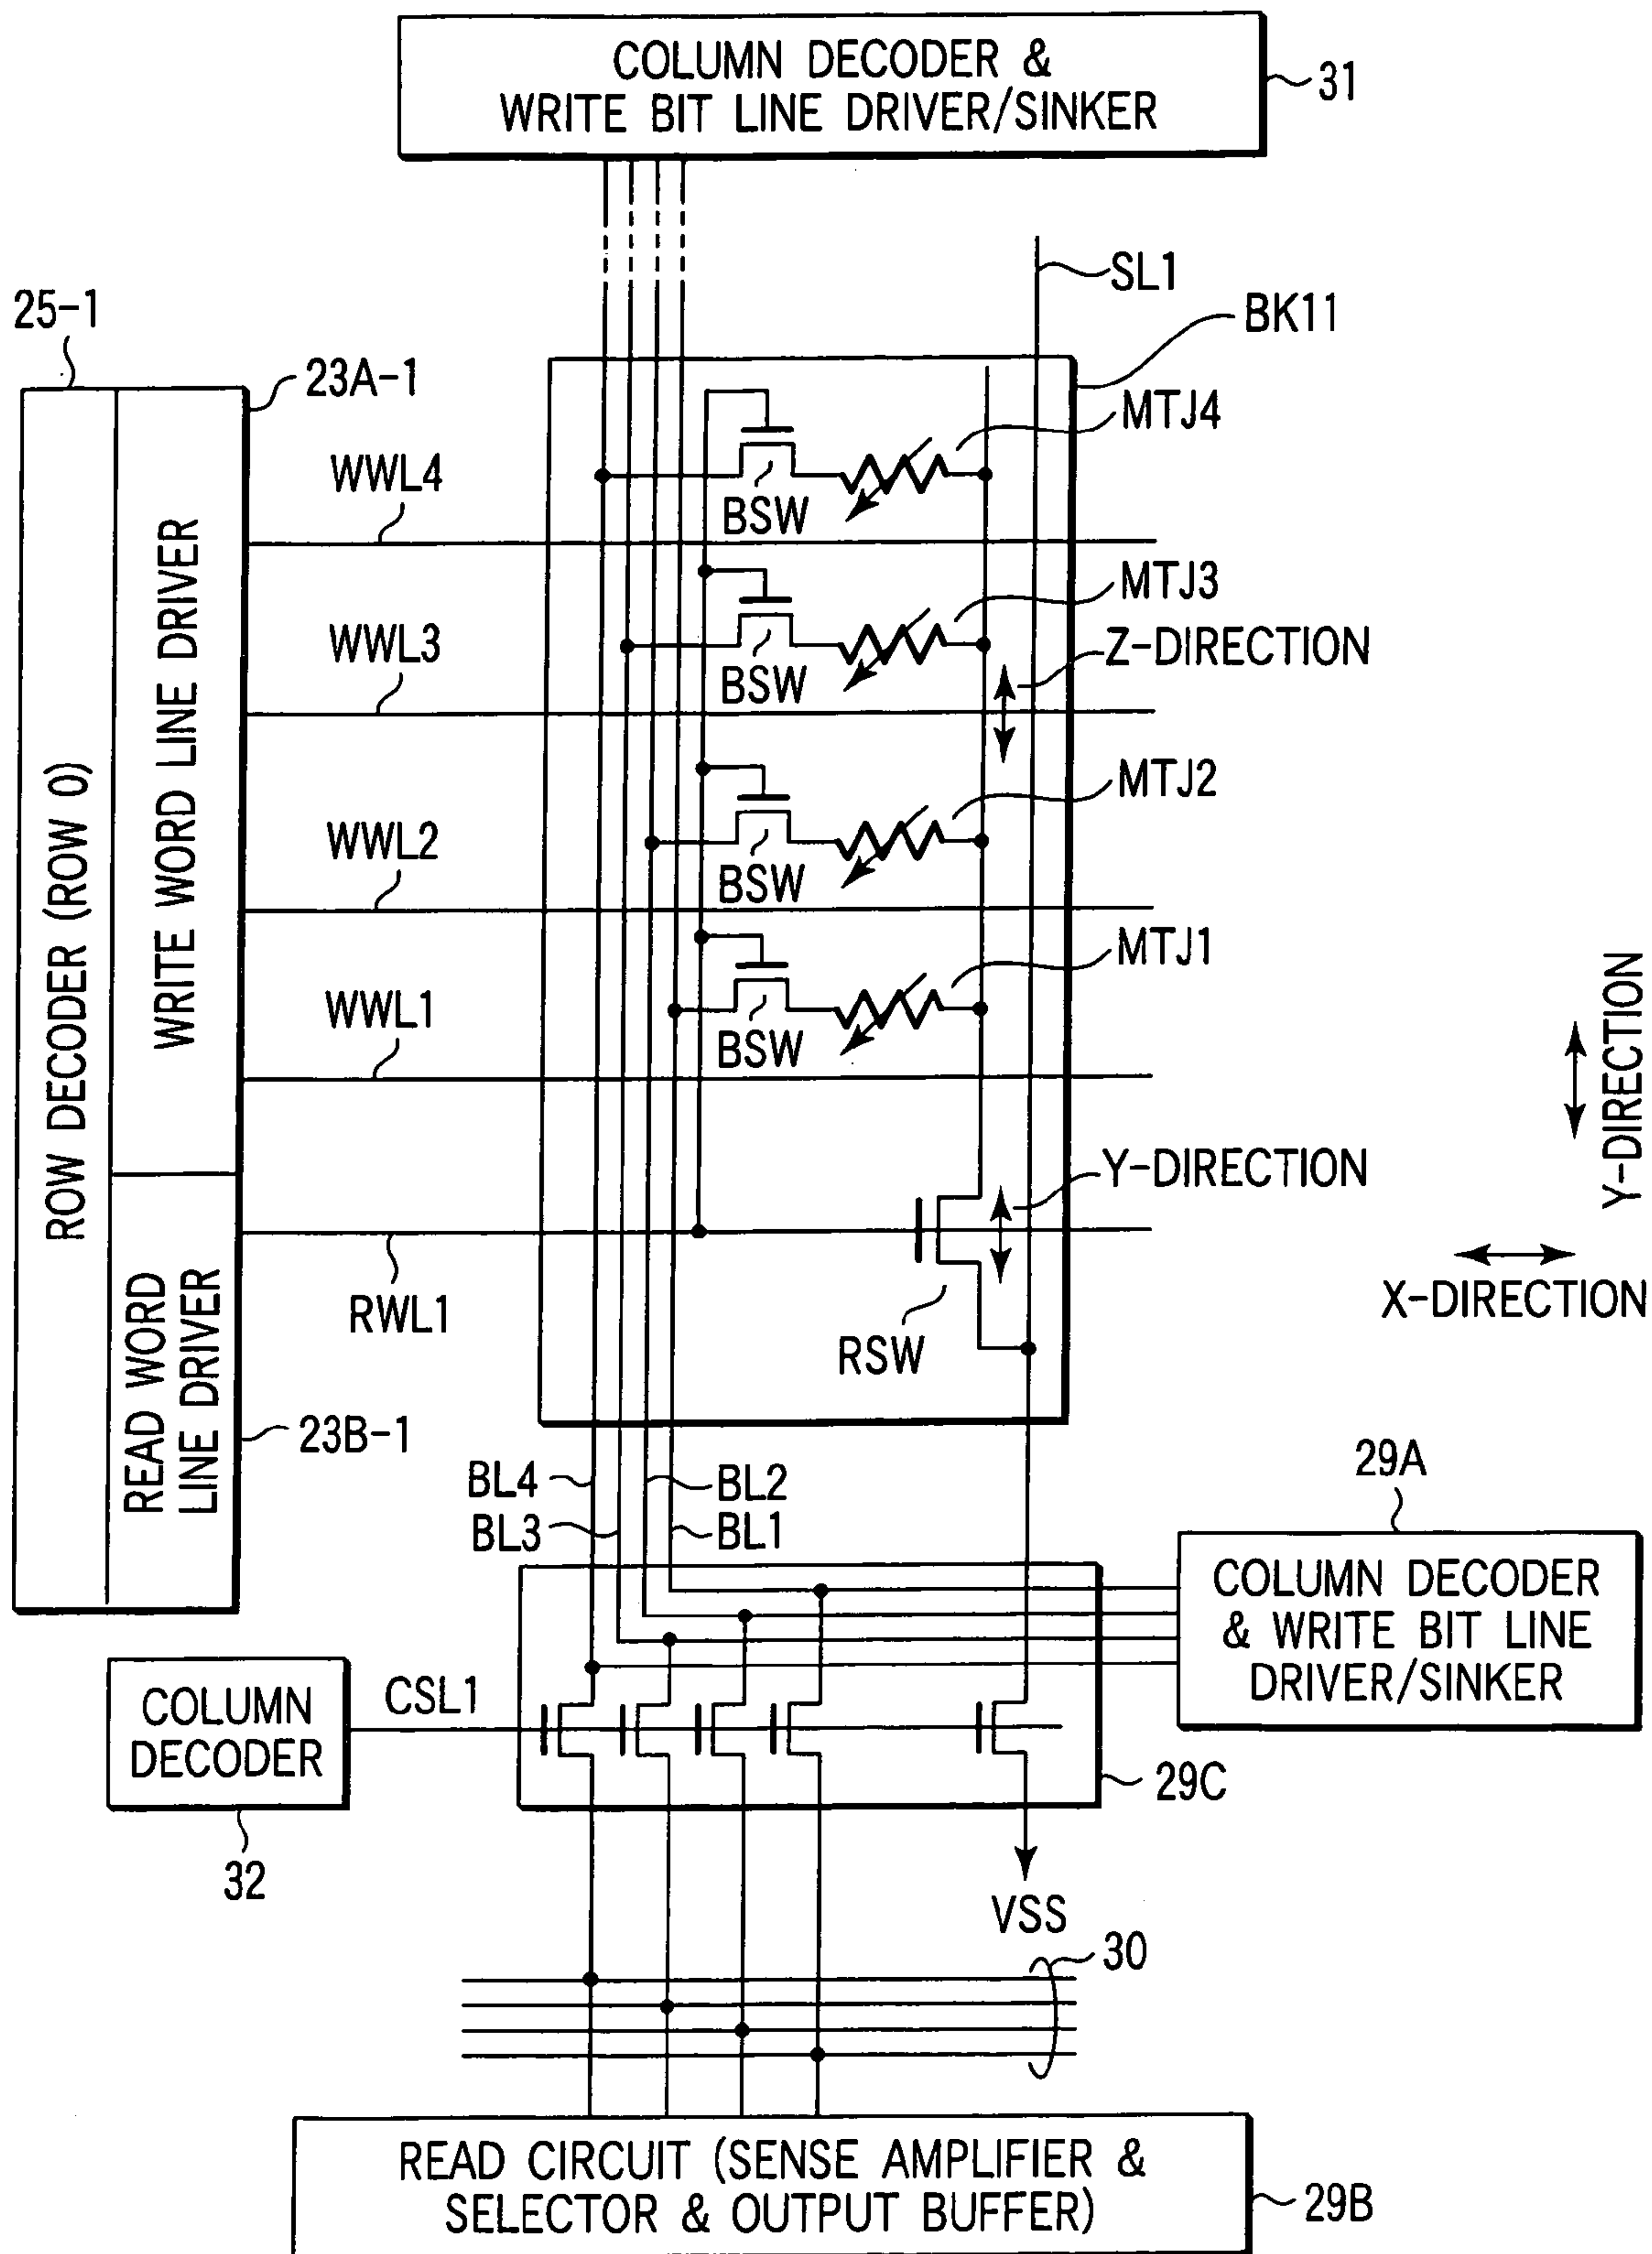 COLUMN DECODER &
WRITE BIT LINE DRIVER/SINKER
31
SL1
BK11
25-1
23A-1
MTJ4
WWL4
BSW
MTJ3
WWL3
Z-DIRECTION
BSW
ROW DECODER (ROW 0)
WRITE WORD LINE DRIVER
MTJ2
WWL2
BSW
MTJ1
WWL1
BSW
Y-DIRECTION
Y-DIRECTION
X-DIRECTION
RWL1
RSW
READ WORD
LINE DRIVER
23B-1
BL4
BL2
BL3
BL1
29A
COLUMN DECODER
& WRITE BIT LINE
DRIVER/SINKER
COLUMN
DECODER
CSL1
29C
32
VSS
30
READ CIRCUIT (SENSE AMPLIFIER &
SELECTOR & OUTPUT BUFFER)
29B